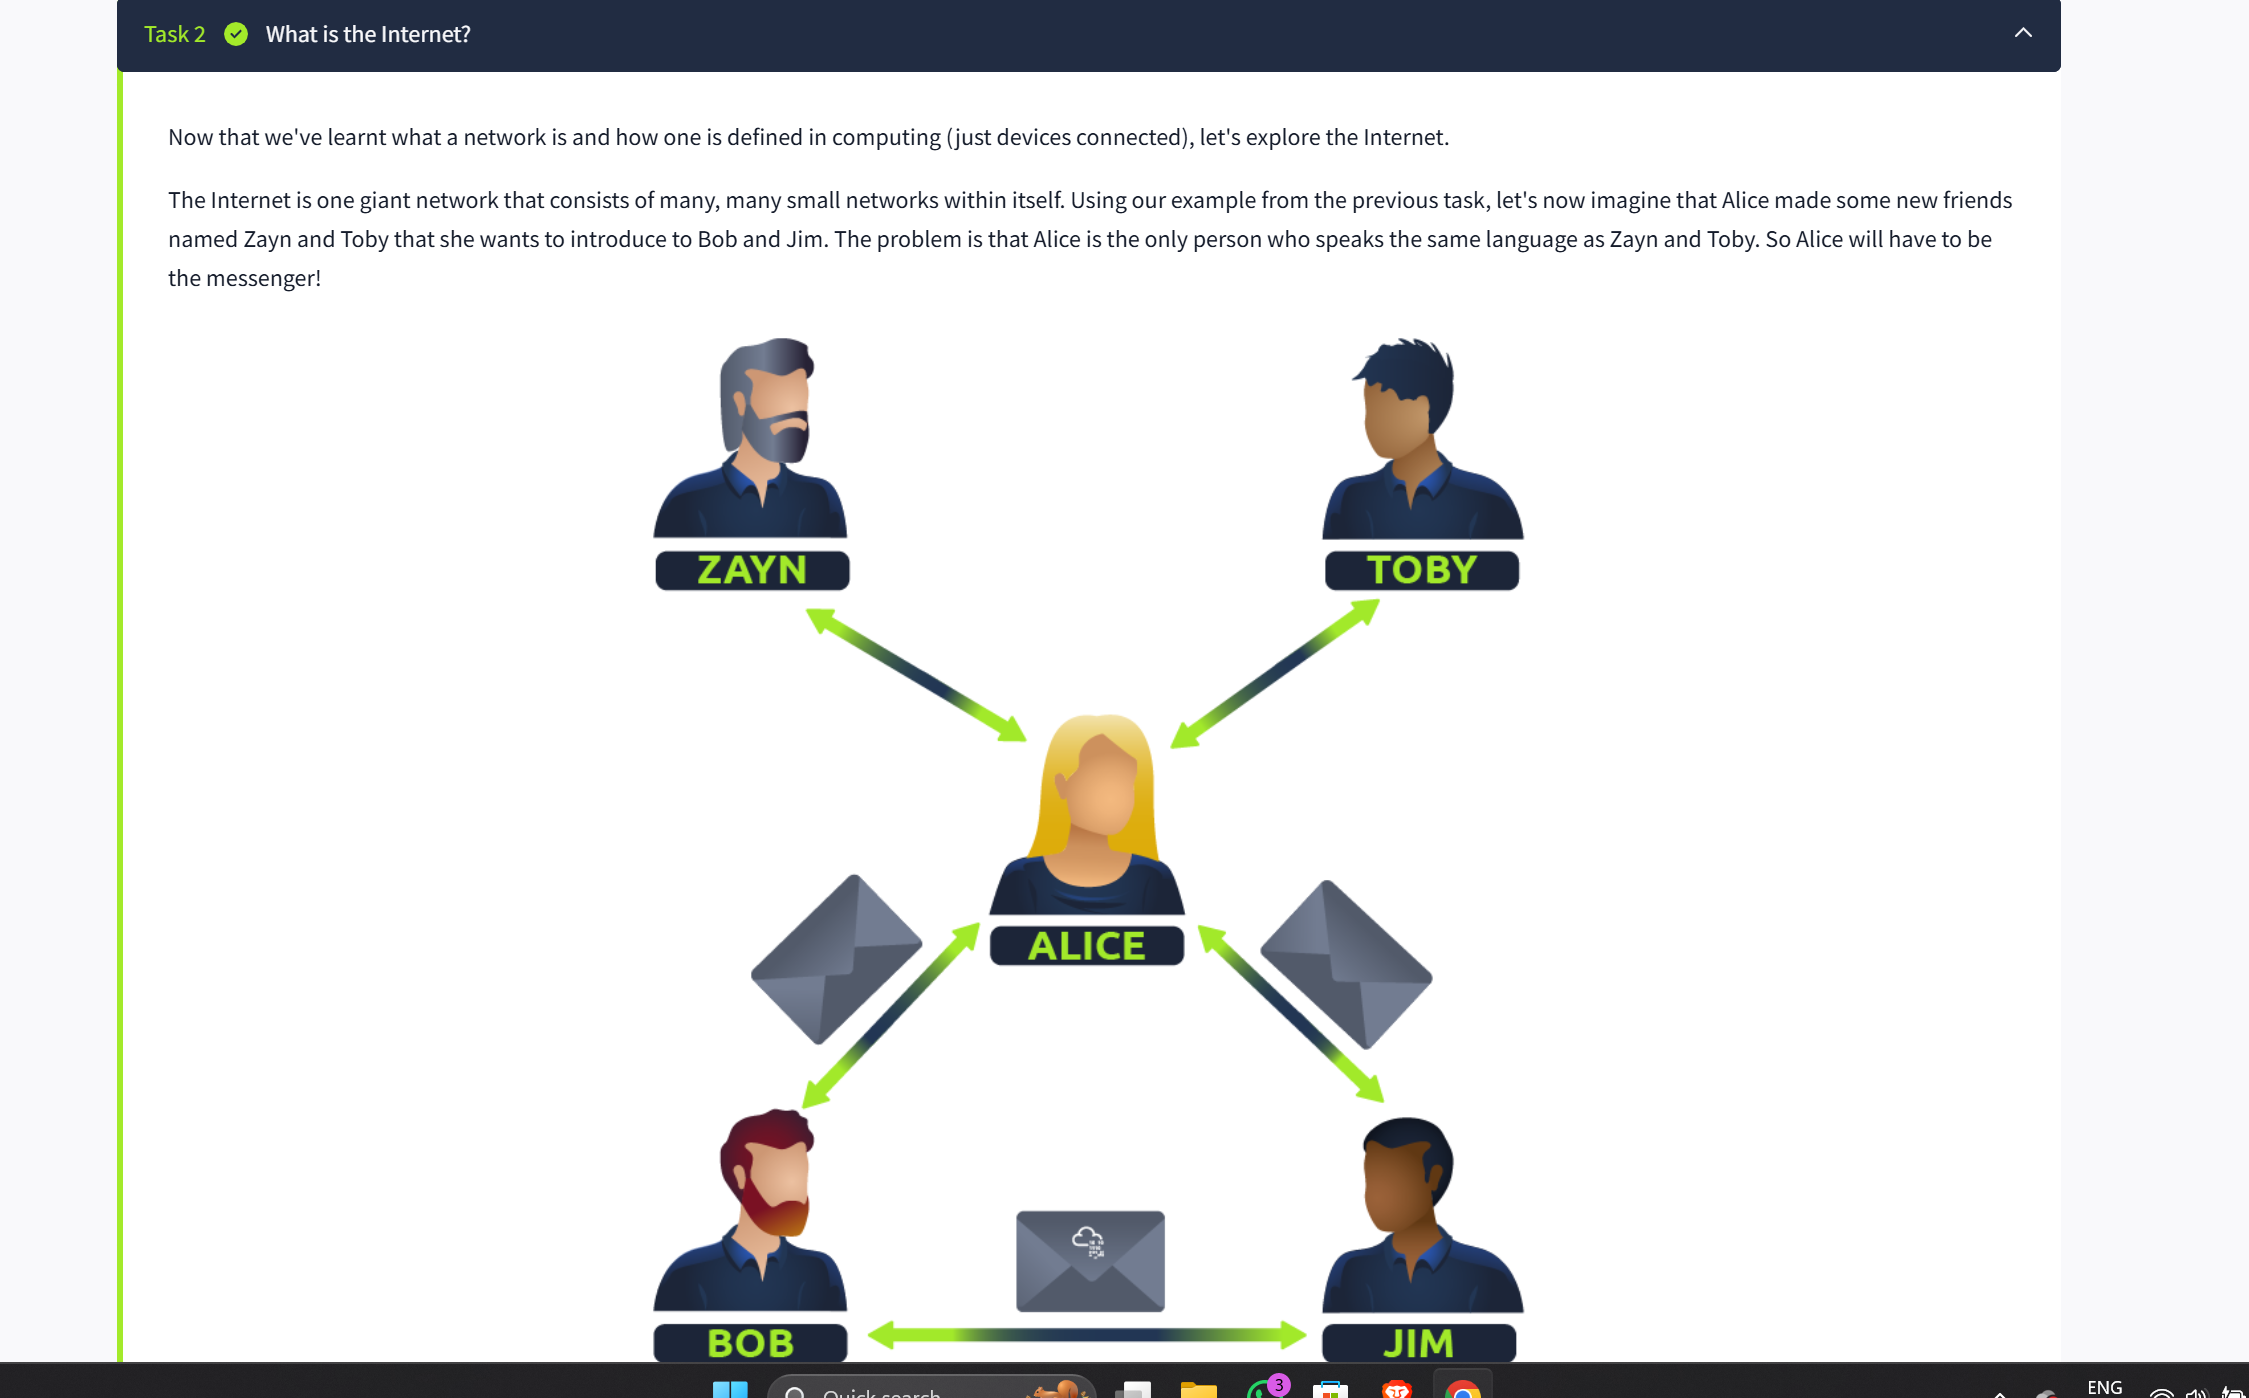 Task 2 What is the Internet?
Now that we've learnt what a network is and how one is defined in computing (just devices connected), let's explore the Internet.
The Internet is one giant network that consists of many, many small networks within itself. Using our example from the previous task, let's now imagine that Alice made some new friends
named Zayn and Toby that she wants to introduce to Bob and Jim. The problem is that Alice is the only person who speaks the same language as Zayn and Toby. So Alice will have to be
the messenger!
ZAYN
TOBY
ALICE
BOB
JIM
3
Quick search
ENG